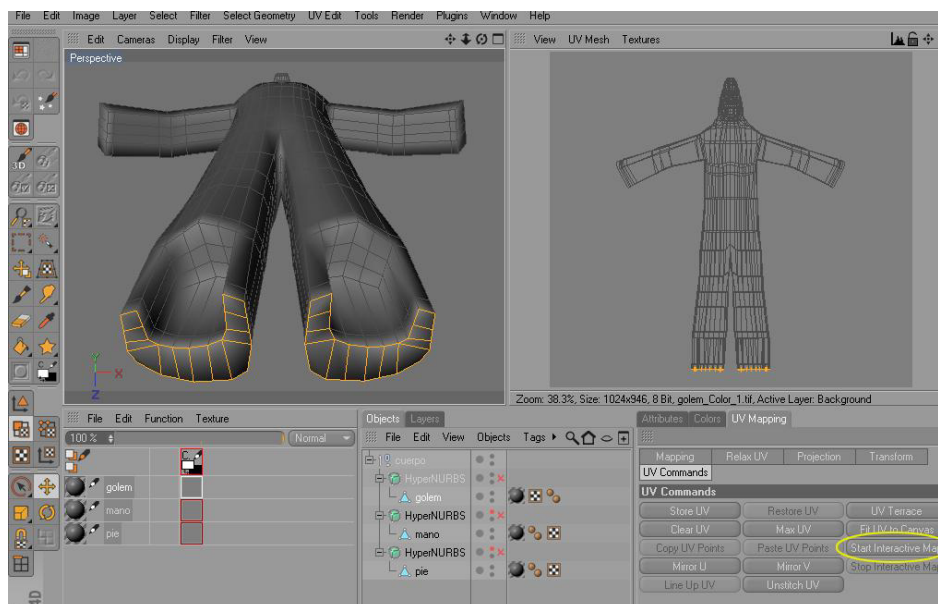 File Edit Image Layer Select Filter Select Geometry UV Edit Tools Render Plugins Window Help
Edit Cameras Display Filter View
View UV Mesh Textures
Perspective
3D
Y
X
Z
Zoom: 38.3%, Size: 1024x946, 8 Bit, golem_Color_1.tif, Active Layer: Background
File Edit Function Texture
100 %
Normal
golem
mano
pie
Objects Layers
File Edit View Objects Tags
cuerpo
HyperNURBS
golem
HyperNURBS
mano
HyperNURBS
pie
Attributes Colors UV Mapping
Mapping Relax UV Projection Transform
UV Commands
UV Commands
Store UV Restore UV UV Terrace
Clear UV Max UV Fit UV to Canvas
Copy UV Points Paste UV Points Start Interactive Ma
Mirror U Mirror V Stop Interactive Ma
Line Up UV Unstitch UV
4D